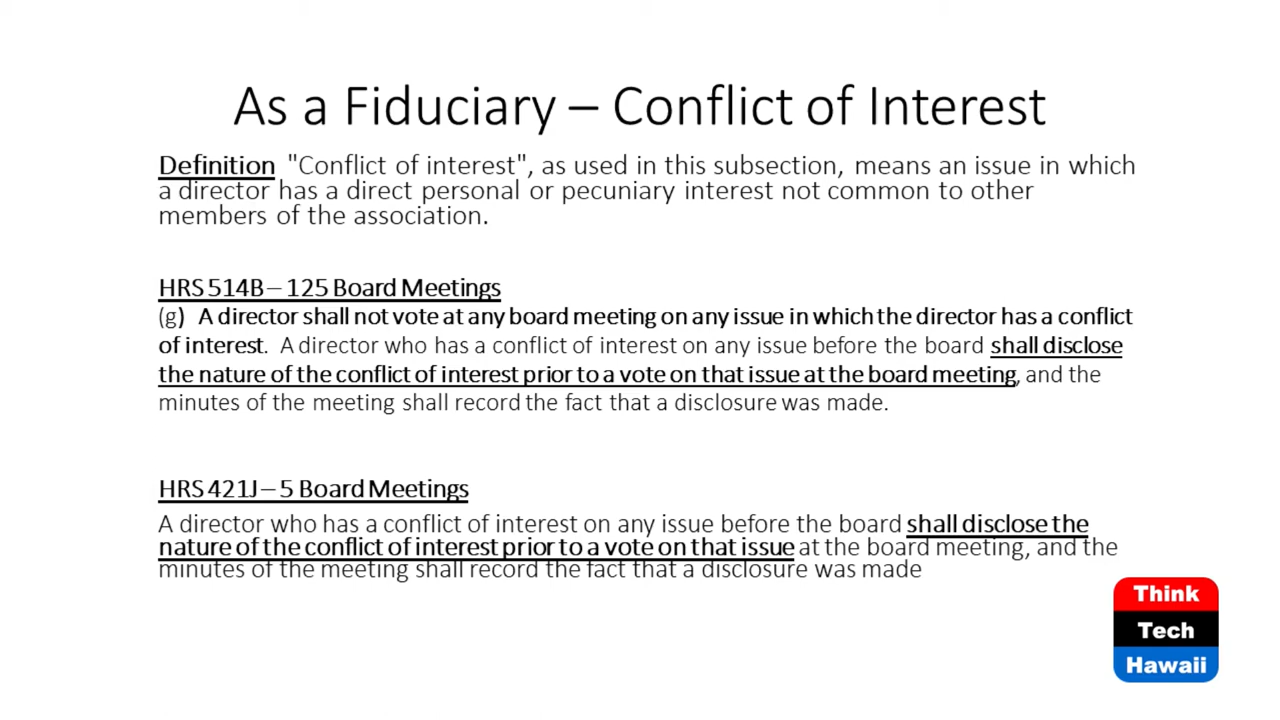 As a Fiduciary – Conflict of Interest
Definition "Conflict of interest", as used in this subsection, means an issue in which
a director has a direct personal or pecuniary interest not common to other
members of the association.
HRS 514B – 125 Board Meetings
(g) A director shall not vote at any board meeting on any issue in which the director has a conflict
of interest. A director who has a conflict of interest on any issue before the board shall disclose
the nature of the conflict of interest prior to a vote on that issue at the board meeting, and the
minutes of the meeting shall record the fact that a disclosure was made.
HRS 421J – 5 Board Meetings
A director who has a conflict of interest on any issue before the board shall disclose the
nature of the conflict of interest prior to a vote on that issue at the board meeting, and the
minutes of the meeting shall record the fact that a disclosure was made
Think
Tech
Hawaii